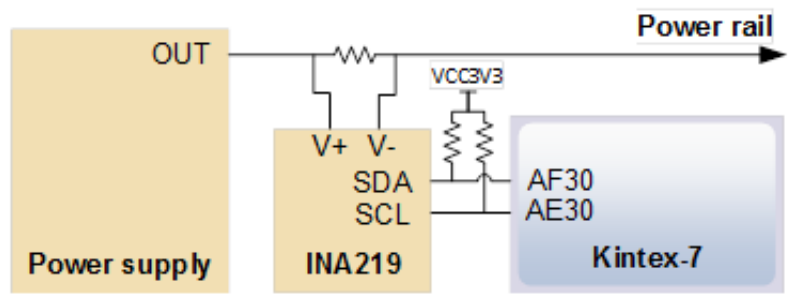 Power rail
OUT
VCC3V3
V+ V-
SDA
SCL
AF30
AE30
Power supply
INA219
Kintex-7